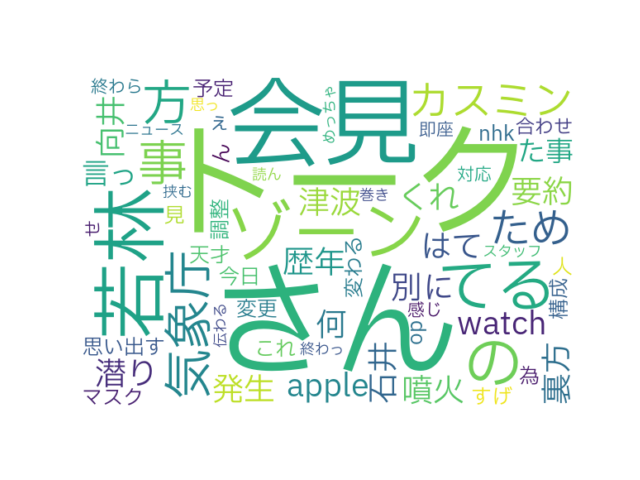 終わら
予定
思っ
ニュース
え
ん
めっちゃ
方
向井
会見
カスミン
即座
nhk
合わせ
た事
言っ
事
挟む
読ん
対応
トーク
ゾーン
津波
巻き
くれ
要約
見
調整
せ
若林
天才
歴年
変わる
はて
ため
スタッフ
人
今日
別に
てる
気象庁
さん
変更
感じ
構成
伝わる
何
op
watch
思い出す
これ
終わっ
石井
の
為
裏方
潜り
マスク
発生
apple
噴火
すげ